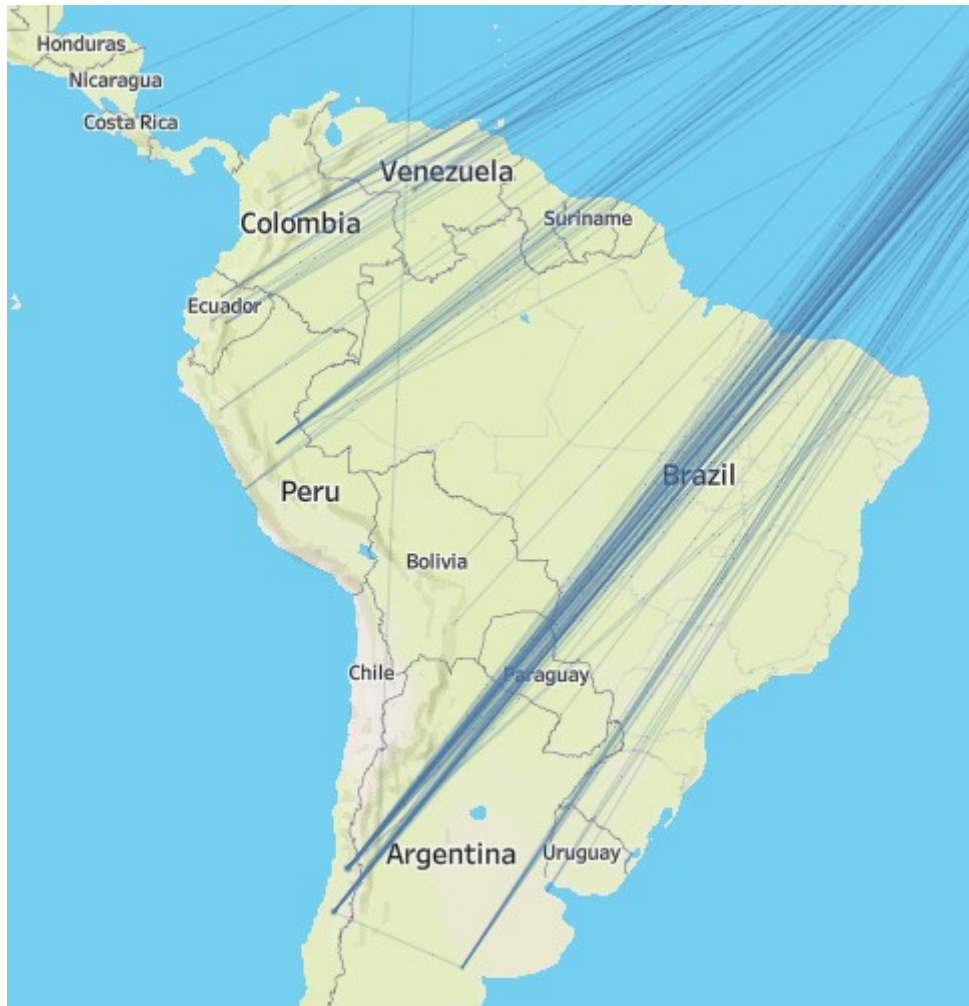 Honduras
Nicaragua
Costa Rica
Venezuela
Colombia
Suriname
Ecuador
Brazil
Peru
Bolivia
Chile
Paraguay
Argentina
Uruguay